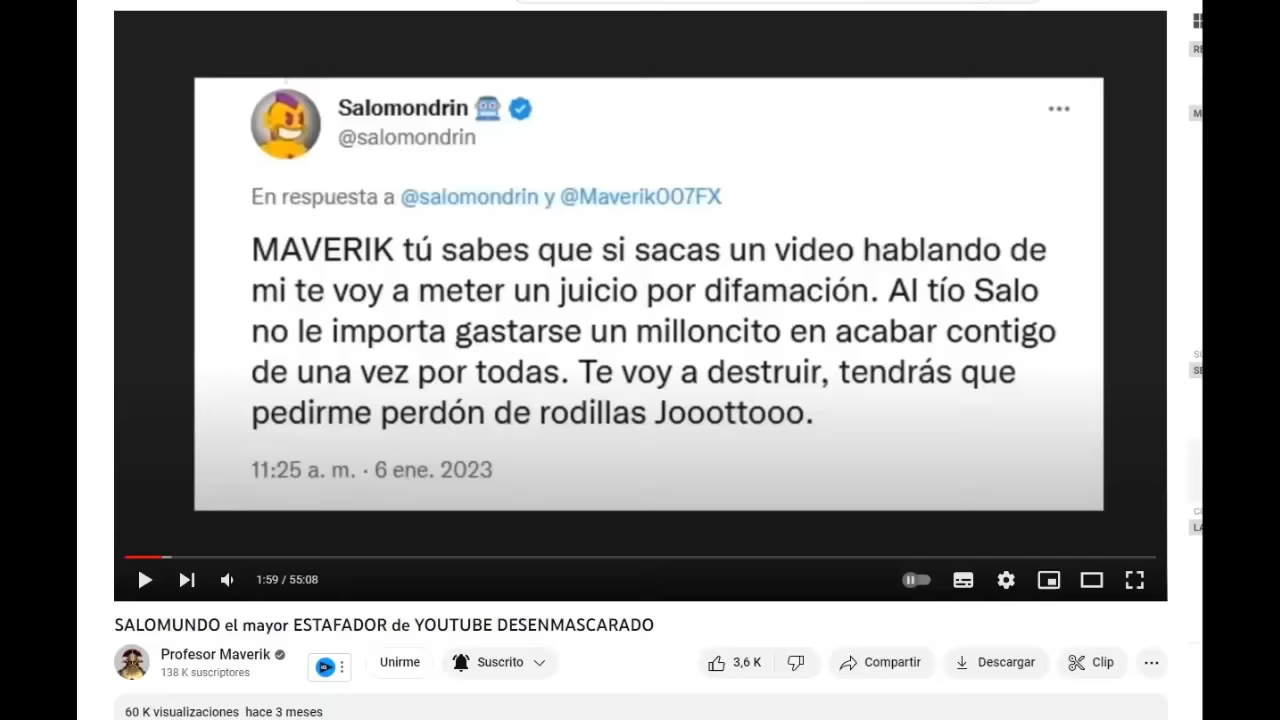 Salomondrin
@salomondrin
En respuesta a @salomondrin y @Maverik007FX
MAVERIK tú sabes que si sacas un video hablando de
mi te voy a meter un juicio por difamación. Al tío Salo
no le importa gastarse un milloncito en acabar contigo
de una vez por todas. Te voy a destruir, tendrás que
pedirme perdón de rodillas Jooottooo.
11:25 a. m. · 6 ene. 2023
1:59 / 55:08
SALOMUNDO el mayor ESTAFADOR de YOUTUBE DESENMASCARADO
Profesor Maverik
138 K suscriptores
Unirme
Suscrito
3,6 K
Compartir
Descargar
Clip
60 K visualizaciones hace 3 meses